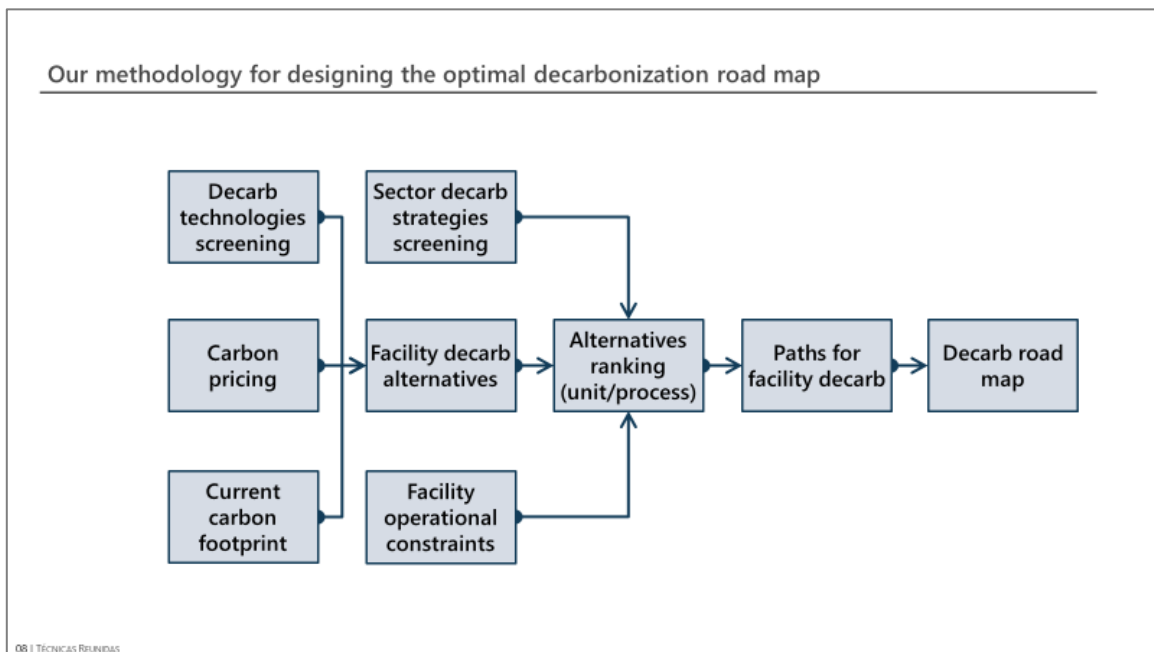 Our methodology for designing the optimal decarbonization road map
Decarb
technologies
screening
Sector decarb
strategies
screening
Carbon
pricing
Facility decarb
alternatives
Alternatives
ranking
(unit/process)
Paths for
facility decarb
Decarb road
map
Current
carbon
footprint
Facility
operational
constraints
08 | TÉCNICAS REUNIDAS